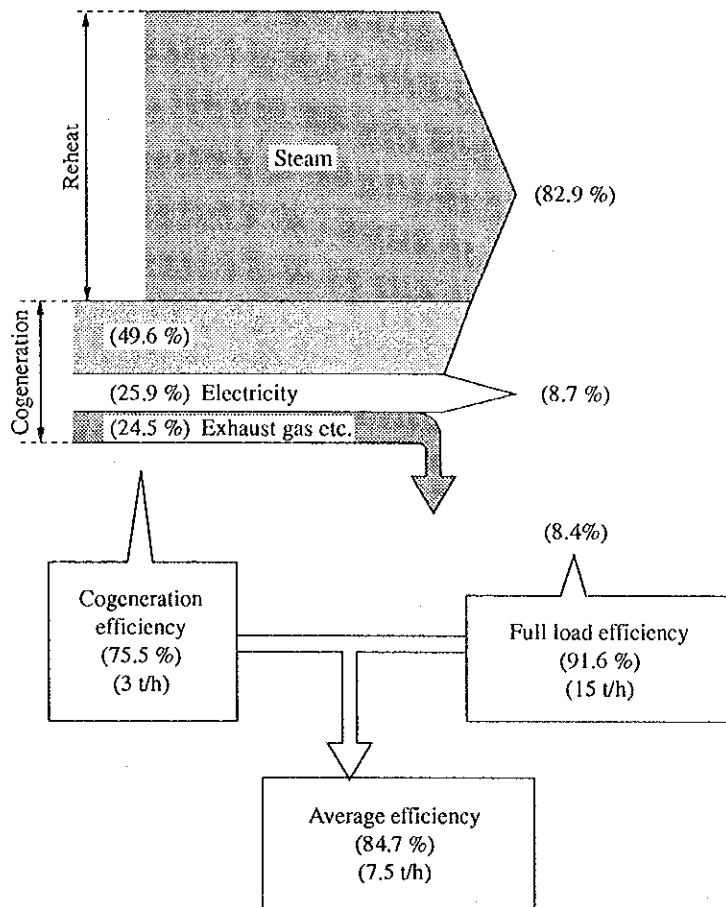 Reheat
Steam
(82.9 %)
Cogeneration
(49.6 %)
(25.9 %) Electricity
(8.7 %)
(24.5 %) Exhaust gas etc.
(8.4%)
Cogeneration
efficiency
(75.5 %)
(3 t/h)
Full load efficiency
(91.6 %)
(15 t/h)
Average efficiency
(84.7 %)
(7.5 t/h)